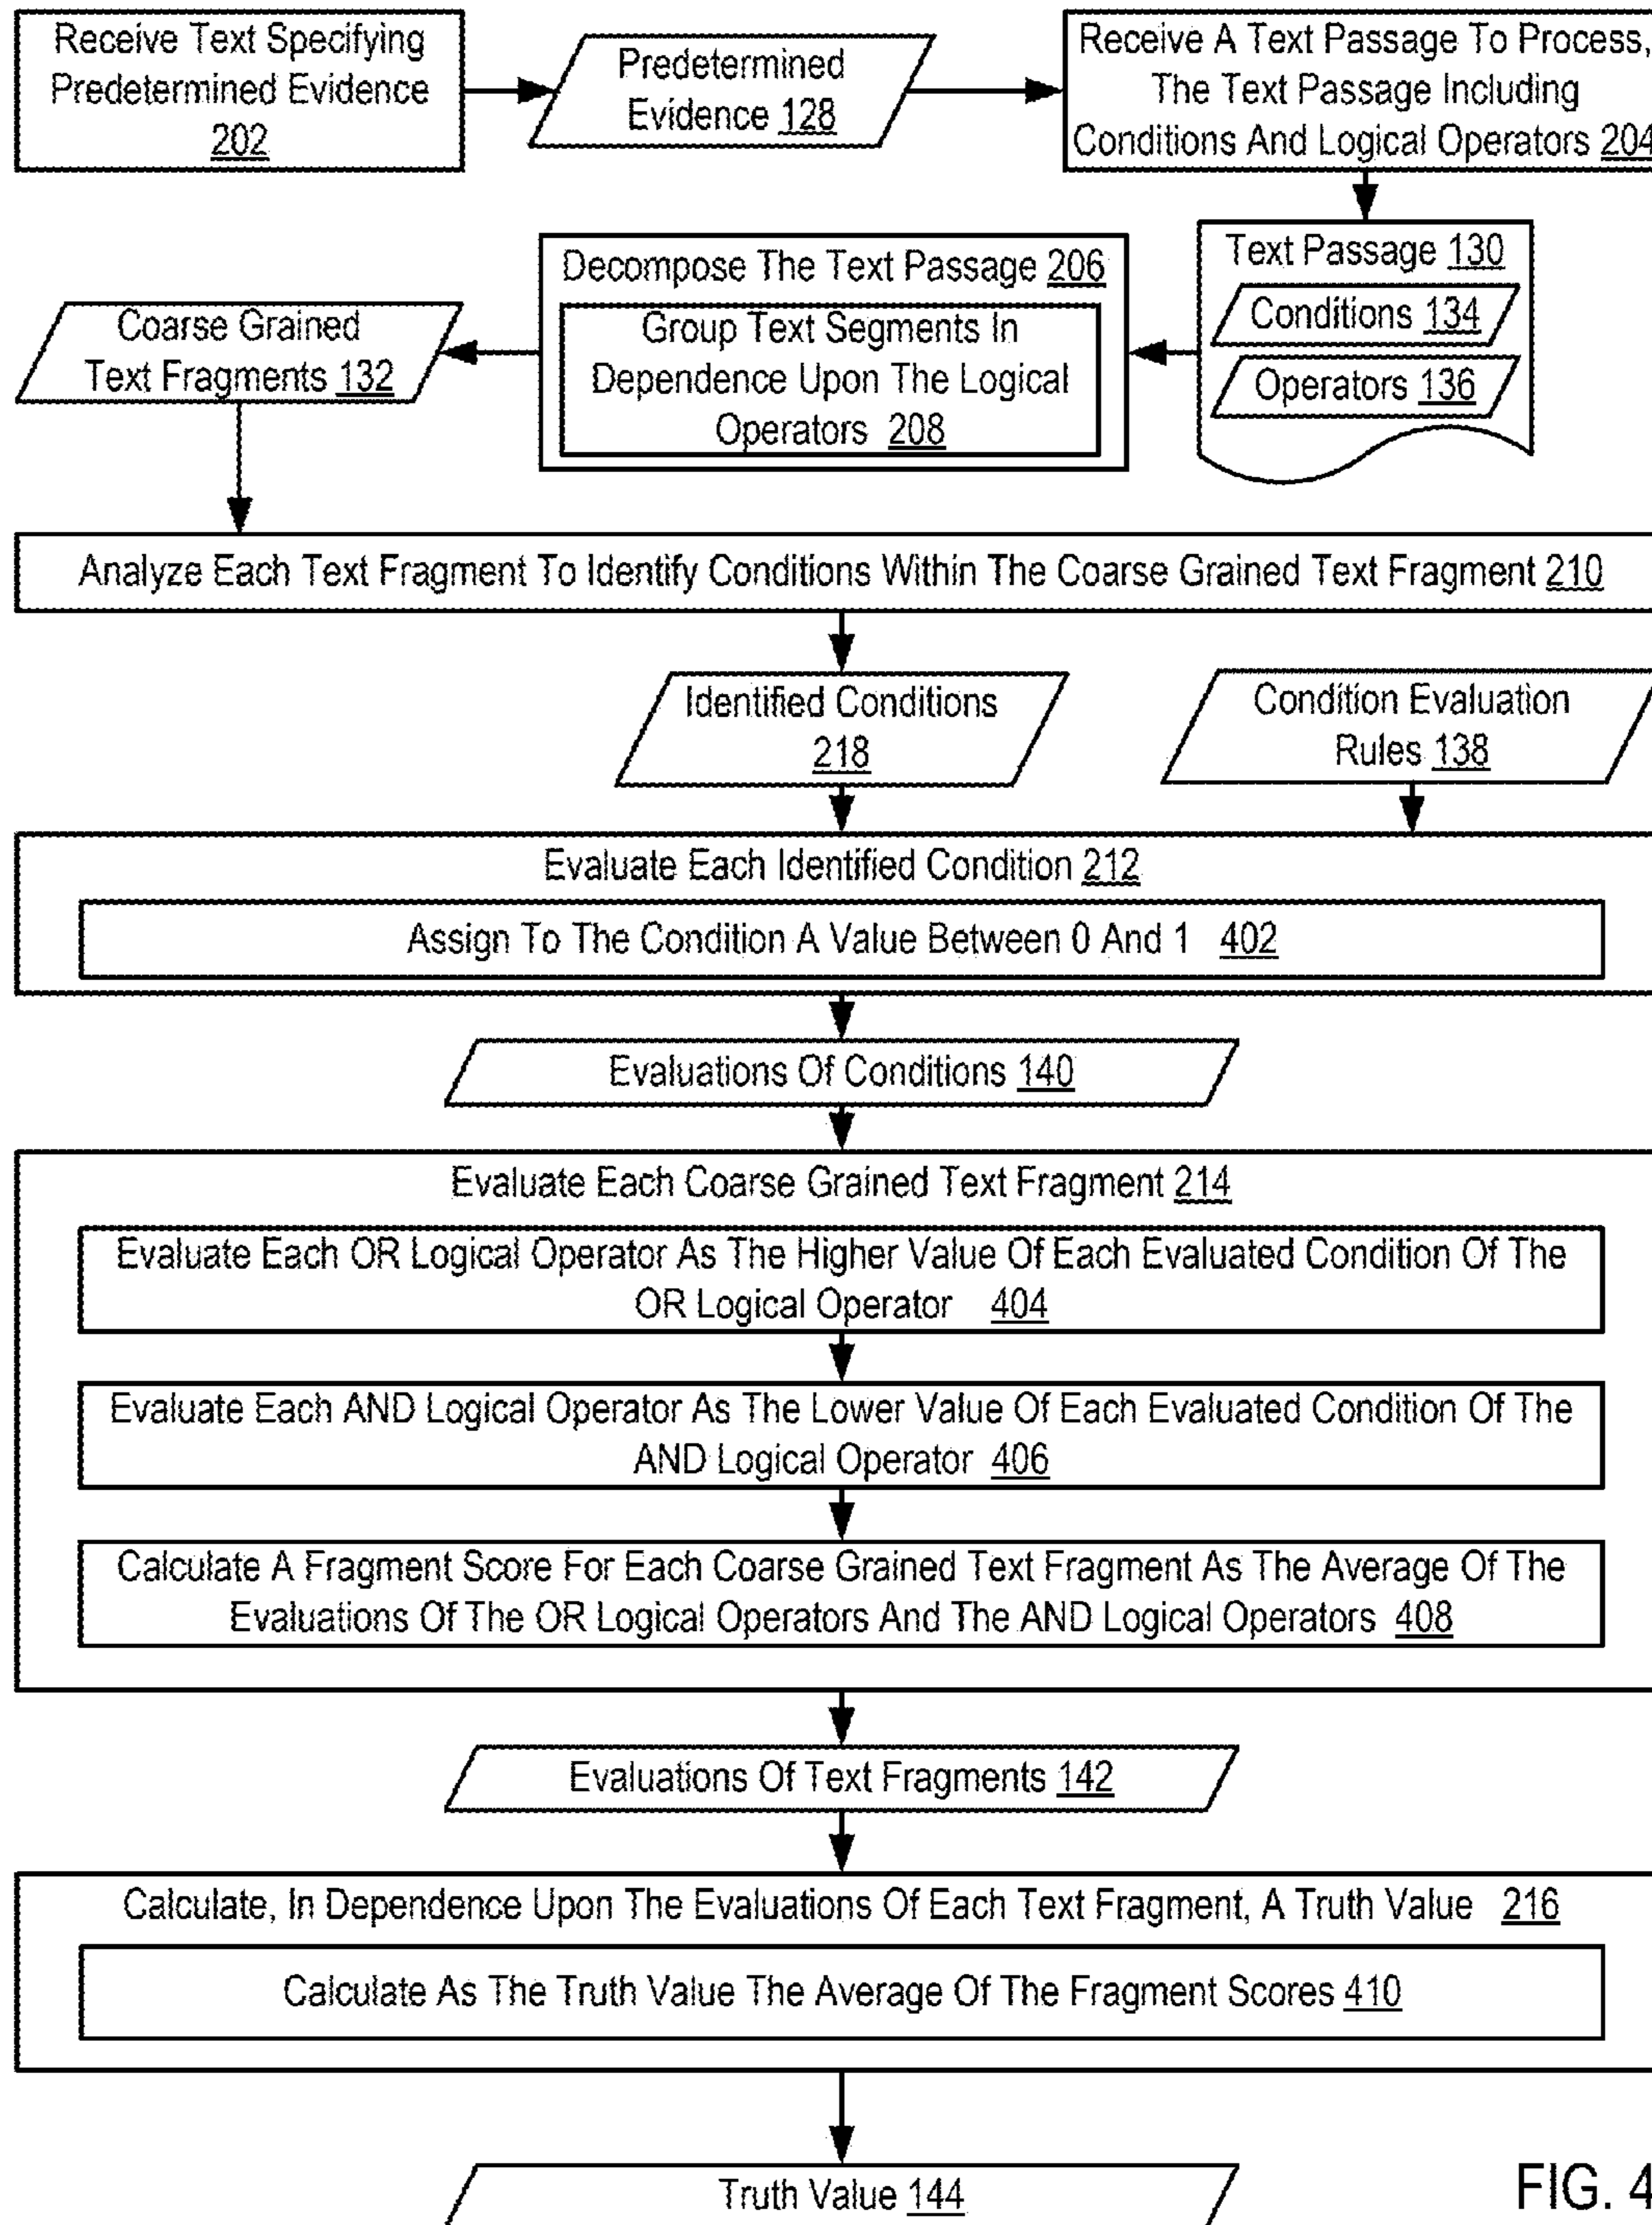 Receive Text Specifying
Predetermined Evidence
202
Predetermined
Evidence 128
Receive A Text Passage To Process,
The Text Passage Including
Conditions And Logical Operators 204
Text Passage 130
Conditions 134
Operators 136
Decompose The Text Passage 206
Group Text Segments In
Dependence Upon The Logical
Operators 208
Coarse Grained
Text Fragments 132
Analyze Each Text Fragment To Identify Conditions Within The Coarse Grained Text Fragment 210
Identified Conditions
218
Condition Evaluation
Rules 138
Evaluate Each Identified Condition 212
Assign To The Condition A Value Between 0 And 1 402
Evaluations Of Conditions 140
Evaluate Each Coarse Grained Text Fragment 214
Evaluate Each OR Logical Operator As The Higher Value Of Each Evaluated Condition Of The
OR Logical Operator 404
Evaluate Each AND Logical Operator As The Lower Value Of Each Evaluated Condition Of The
AND Logical Operator 406
Calculate A Fragment Score For Each Coarse Grained Text Fragment As The Average Of The
Evaluations Of The OR Logical Operators And The AND Logical Operators 408
Evaluations Of Text Fragments 142
Calculate, In Dependence Upon The Evaluations Of Each Text Fragment, A Truth Value 216
Calculate As The Truth Value The Average Of The Fragment Scores 410
Truth Value 144
FIG. 4